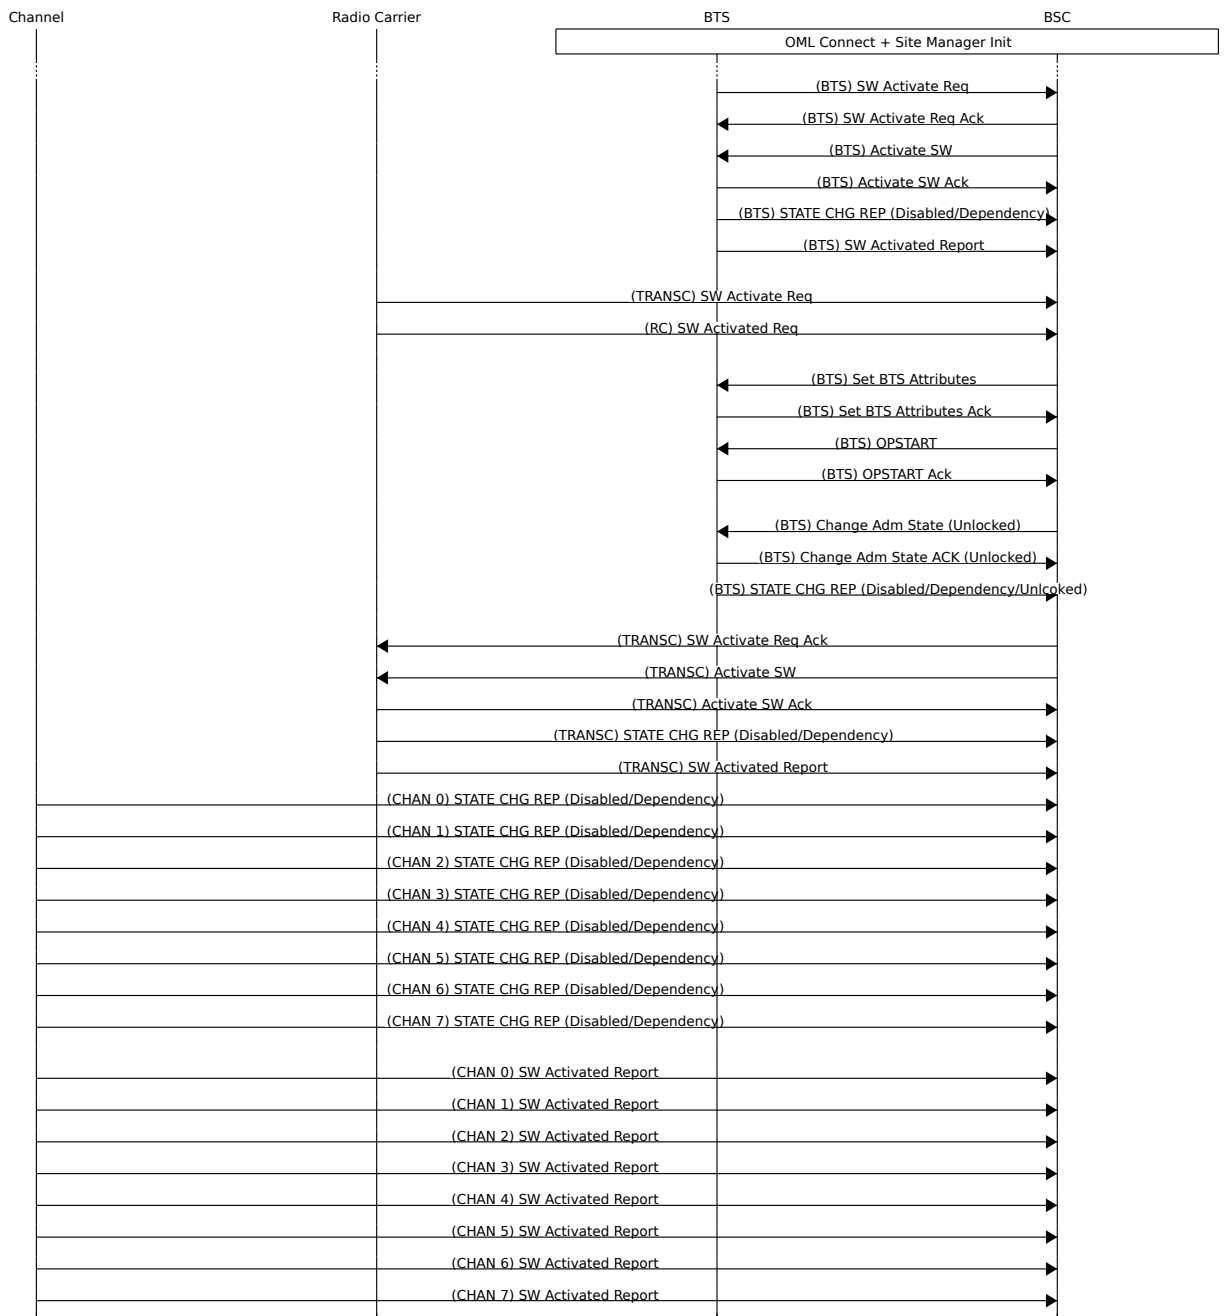 Channel Radio Carrier BTS BSC
OML Connect + Site Manager Init
(BTS) SW Activate Req
(BTS) SW Activate Req Ack
(BTS) Activate SW
(BTS) Activate SW Ack
(BTS) STATE CHG REP (Disabled/Dependency)
(BTS) SW Activated Report
(TRANSC) SW Activate Req
(RC) SW Activated Req
(BTS) Set BTS Attributes
(BTS) Set BTS Attributes Ack
(BTS) OPSTART
(BTS) OPSTART Ack
(BTS) Change Adm State (Unlocked)
(BTS) Change Adm State ACK (Unlocked)
(BTS) STATE CHG REP (Disabled/Dependency/Unlcoked)
(TRANSC) SW Activate Req Ack
(TRANSC) Activate SW
(TRANSC) Activate SW Ack
(TRANSC) STATE CHG REP (Disabled/Dependency)
(TRANSC) SW Activated Report
(CHAN 0) STATE CHG REP (Disabled/Dependency)
(CHAN 1) STATE CHG REP (Disabled/Dependency)
(CHAN 2) STATE CHG REP (Disabled/Dependency)
(CHAN 3) STATE CHG REP (Disabled/Dependency)
(CHAN 4) STATE CHG REP (Disabled/Dependency)
(CHAN 5) STATE CHG REP (Disabled/Dependency)
(CHAN 6) STATE CHG REP (Disabled/Dependency)
(CHAN 7) STATE CHG REP (Disabled/Dependency)
(CHAN 0) SW Activated Report
(CHAN 1) SW Activated Report
(CHAN 2) SW Activated Report
(CHAN 3) SW Activated Report
(CHAN 4) SW Activated Report
(CHAN 5) SW Activated Report
(CHAN 6) SW Activated Report
(CHAN 7) SW Activated Report